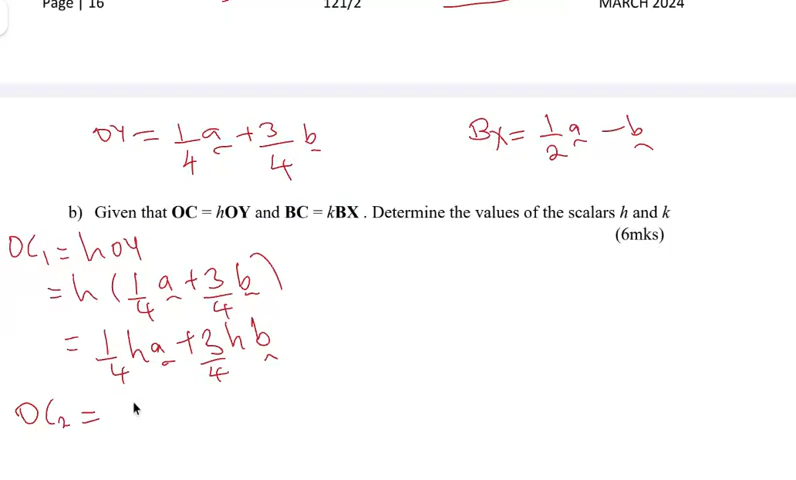 Page | 16 121/2 MARCH 2024
OY = 1/4 a + 3/4 b BX = 1/2 a - b
b) Given that OC = hOY and BC = kBX . Determine the values of the scalars h and k
(6mks)
OC₁ = hOY
= h (1/4 a + 3/4 b)
= 1/4 ha + 3/4 hb
OC₂ =